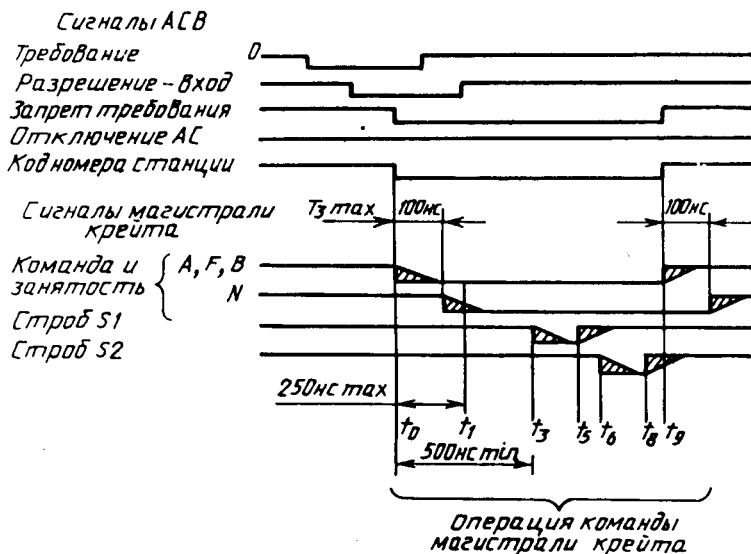 Сигналы АСВ
Требование 0
Разрешение-вход
Запрет требования
Отключение АС
Код номера станции
Сигналы магистрали
крейта
T3 max
100нс
100нс
Команда и
занятость
A, F, B
N
Строб S1
Строб S2
250нс max
t0 t1 t3 t5 t6 t8 t9
500нс min
Операция команды
магистрали крейта